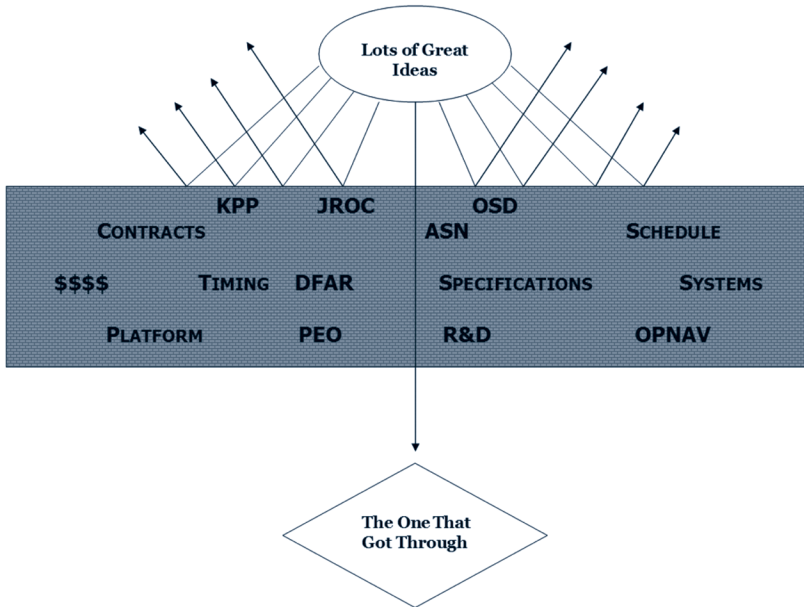 Lots of Great
Ideas
KPP JROC OSD
CONTRACTS ASN SCHEDULE
$$$$ TIMING DFAR SPECIFICATIONS SYSTEMS
PLATFORM PEO R&D OPNAV
The One That
Got Through